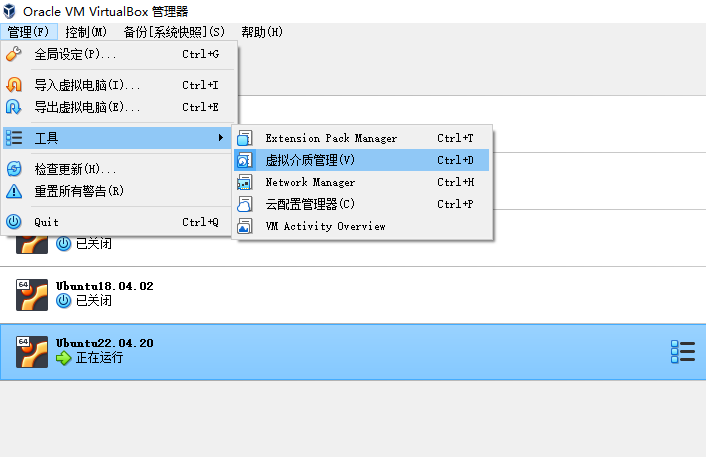 Oracle VM VirtualBox 管理器
管理(F) 控制(M) 备份[系统快照](S) 帮助(H)
全局设定(P)... Ctrl+G
导入虚拟电脑(I)... Ctrl+I
导出虚拟电脑(E)... Ctrl+E
工具
Extension Pack Manager Ctrl+T
虚拟介质管理(V) Ctrl+D
Network Manager Ctrl+H
云配置管理器(C) Ctrl+P
VM Activity Overview
检查更新(H)...
重置所有警告(R)
Quit Ctrl+Q
64
已关闭
64
Ubuntu18.04.02
已关闭
64
Ubuntu22.04.20
正在运行